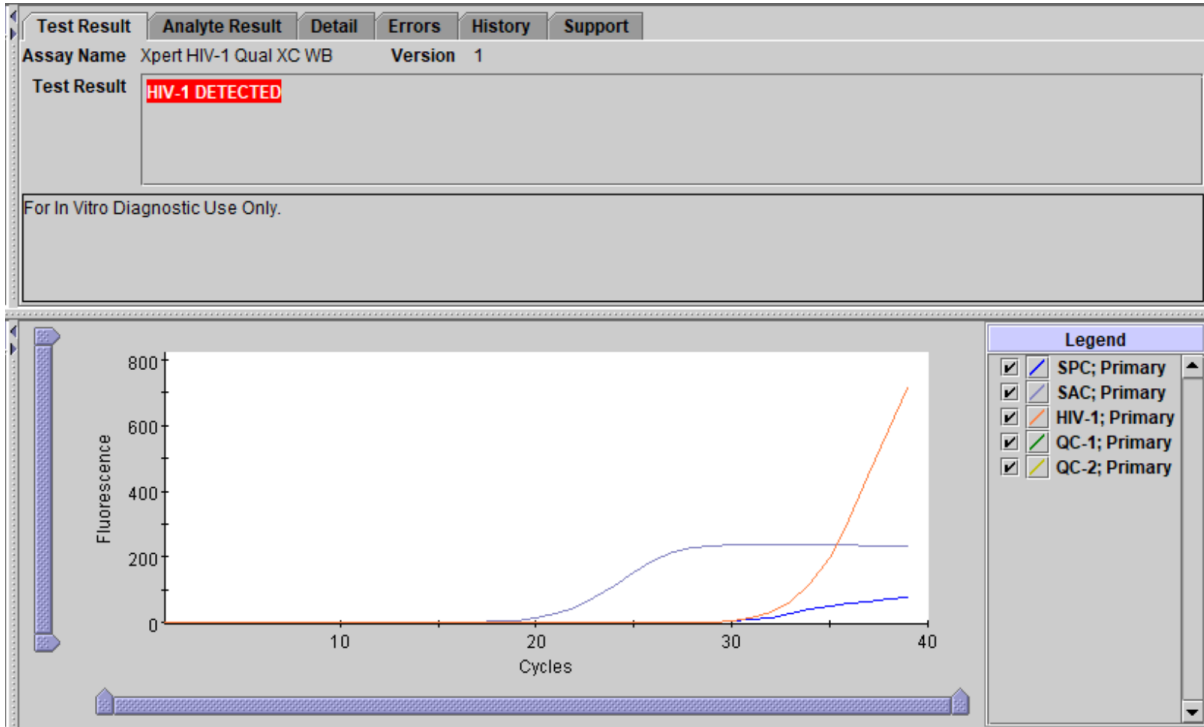 Test Result Analyte Result Detail Errors History Support
Assay Name Xpert HIV-1 Qual XC WB Version 1
Test Result HIV-1 DETECTED
For In Vitro Diagnostic Use Only.
Legend
SPC; Primary
SAC; Primary
HIV-1; Primary
QC-1; Primary
QC-2; Primary
800
600
400
200
0
Fluorescence
10 20 30 40
Cycles